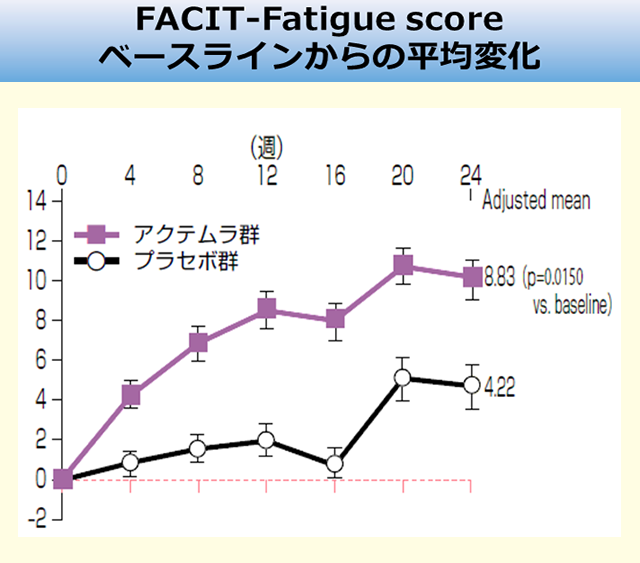 FACIT-Fatigue score
ベースラインからの平均変化
(週)
0 4 8 12 16 20 24
14
Adjusted mean
アクテムラ群
12
プラセボ群
10
8.83 (p=0.0150
vs. baseline)
8
6
4
4.22
2
0
-2